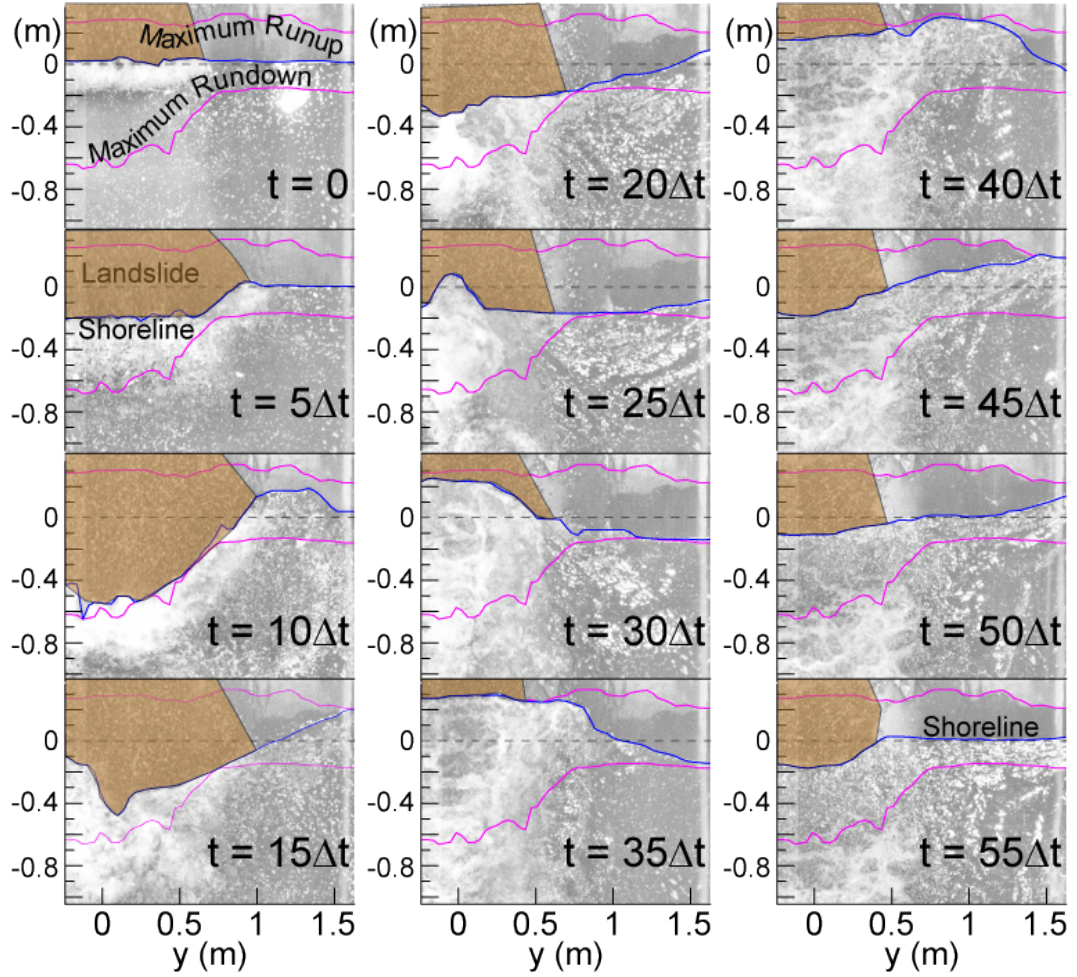 (m)
0
-0.4
-0.8
Maximum Runup
Maximum Rundown
t = 0
0
-0.4
-0.8
Landslide
Shoreline
t = 5Δt
0
-0.4
-0.8
t = 10Δt
0
-0.4
-0.8
t = 15Δt
0 0.5 1 1.5
y (m)
(m)
0
-0.4
-0.8
t = 20Δt
0
-0.4
-0.8
t = 25Δt
0
-0.4
-0.8
t = 30Δt
0
-0.4
-0.8
t = 35Δt
0 0.5 1 1.5
y (m)
(m)
0
-0.4
-0.8
t = 40Δt
0
-0.4
-0.8
t = 45Δt
0
-0.4
-0.8
t = 50Δt
0
-0.4
-0.8
Shoreline
t = 55Δt
0 0.5 1 1.5
y (m)